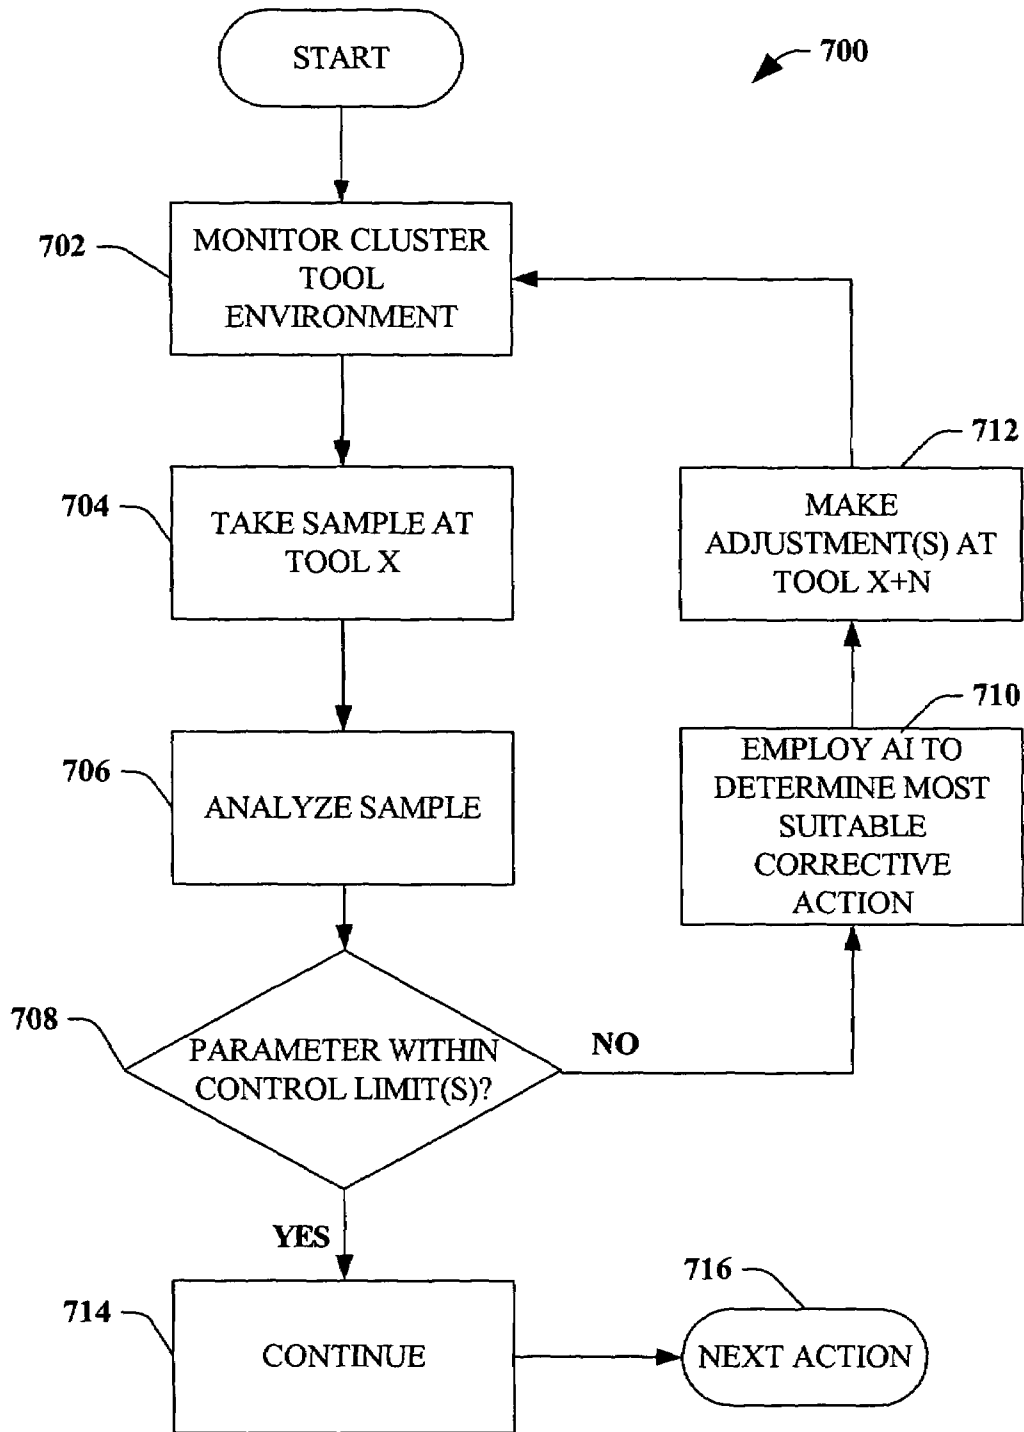 START
700
702
MONITOR CLUSTER
TOOL
ENVIRONMENT
712
704
TAKE SAMPLE AT
TOOL X
MAKE
ADJUSTMENT(S) AT
TOOL X+N
710
706
ANALYZE SAMPLE
EMPLOY AI TO
DETERMINE MOST
SUITABLE
CORRECTIVE
ACTION
708
PARAMETER WITHIN
CONTROL LIMIT(S)?
NO
YES
716
714
CONTINUE
NEXT ACTION